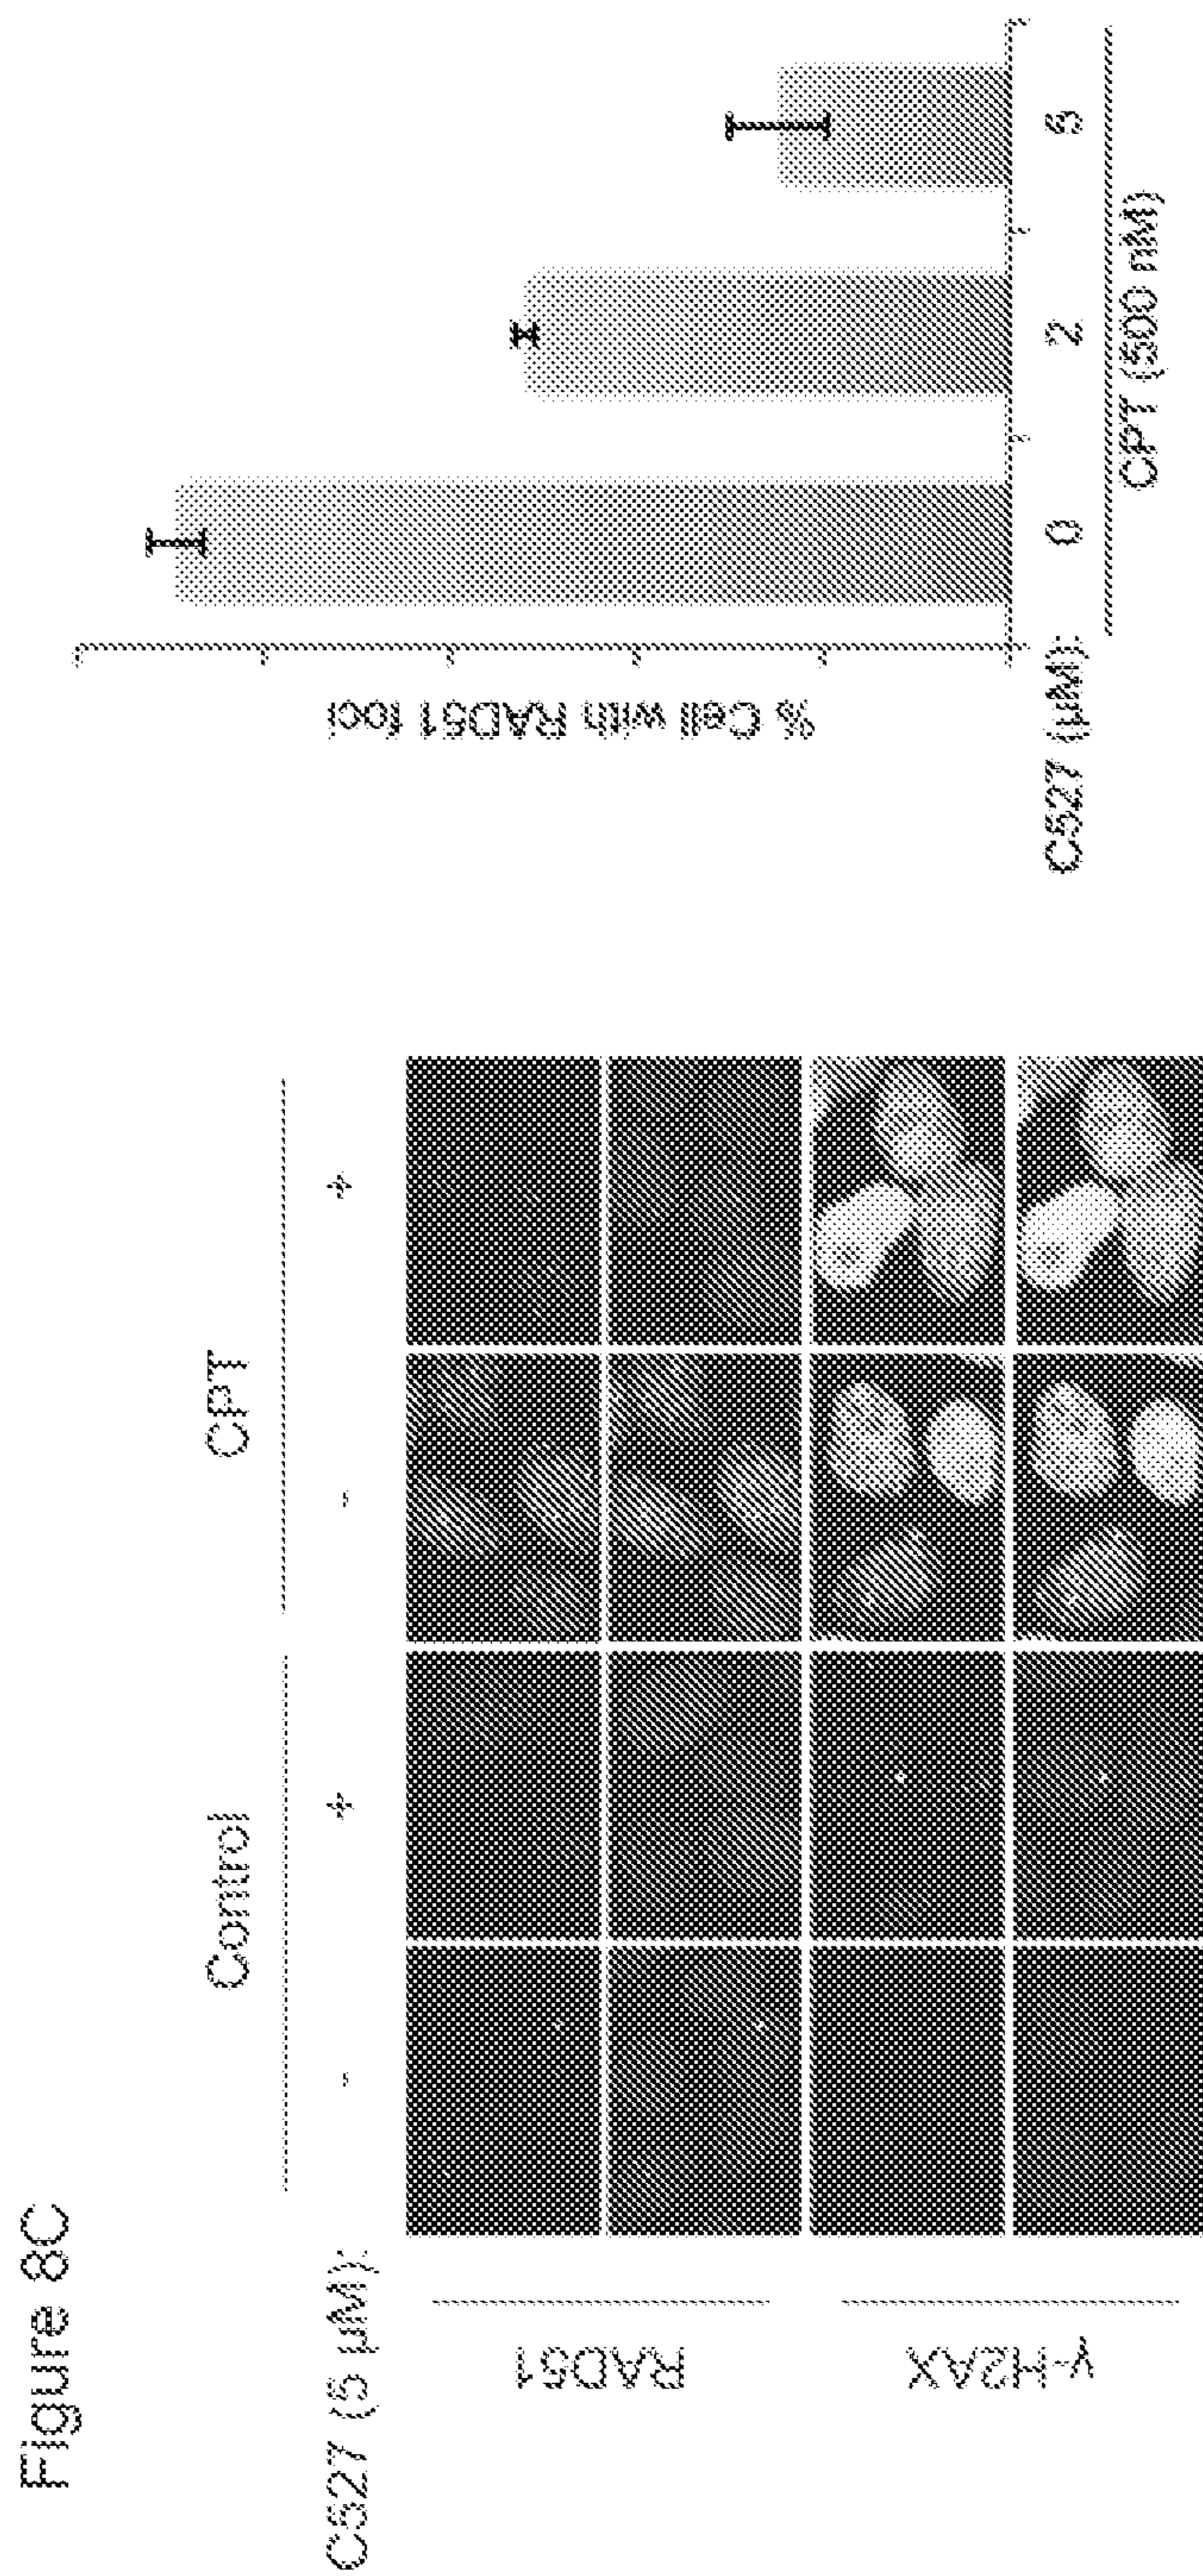 Figure 8C
Control
CPT
C527 (5 µM):
-
+
-
+
RAD51
γ-H2AX
% Cell with RAD51 foci
C527 (µM):
0
2
5
CPT (500 nM)